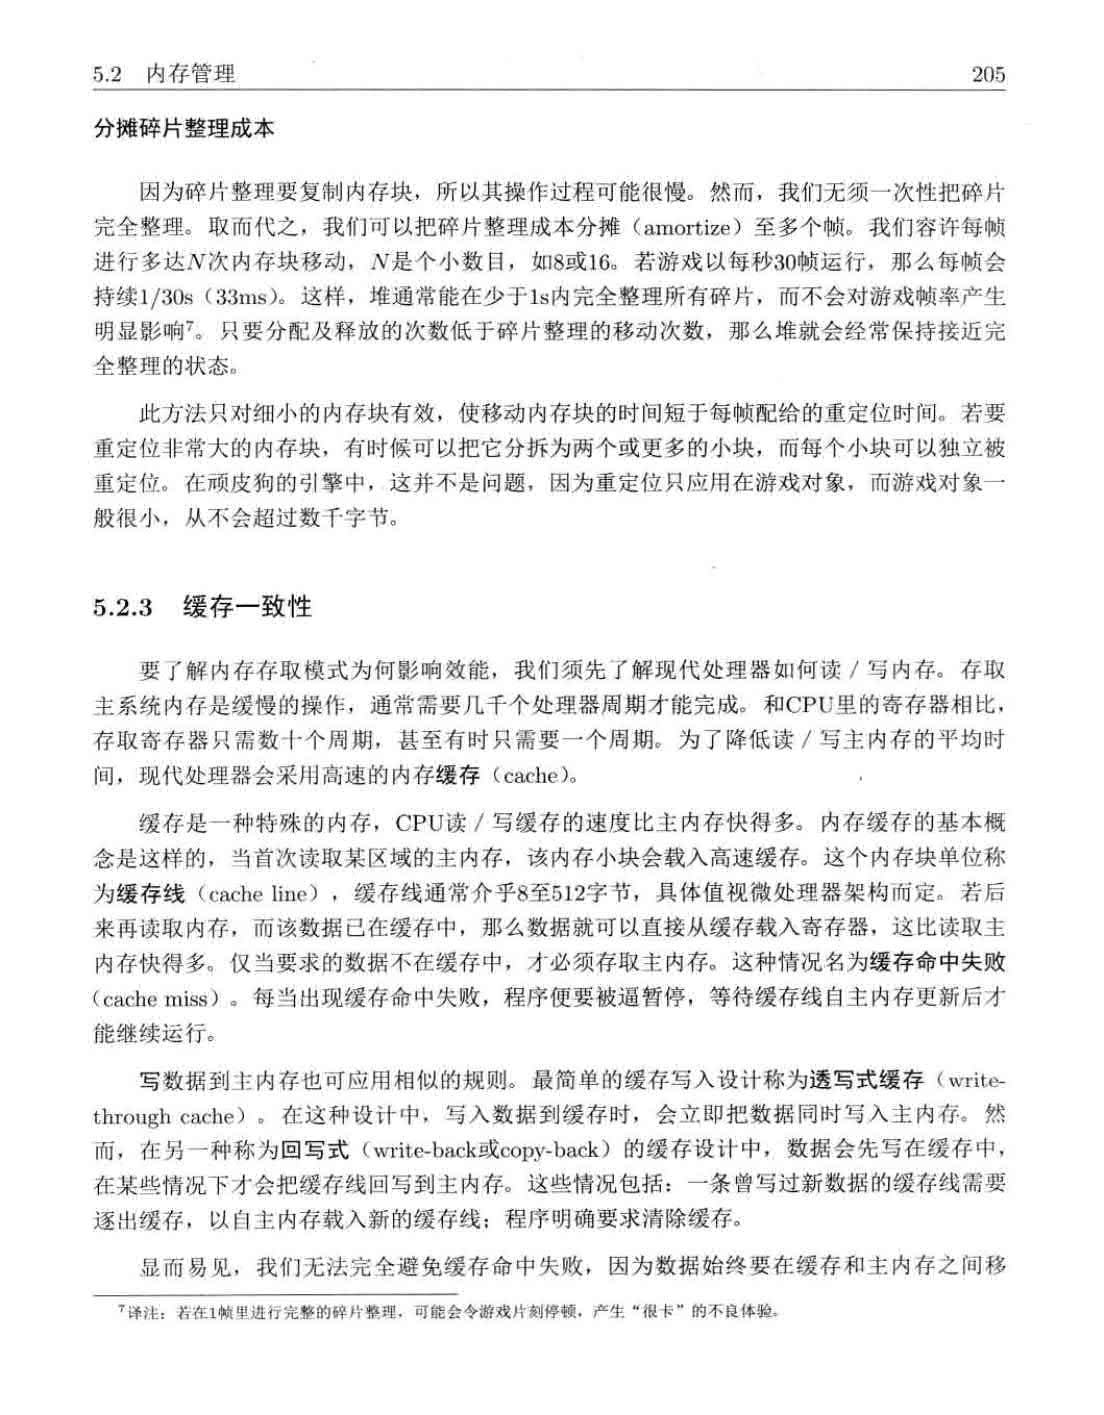 5.2 内存管理 205
分摊碎片整理成本
因为碎片整理要复制内存块，所以其操作过程可能很慢。然而，我们无须一次性把碎片
完全整理。取而代之，我们可以把碎片整理成本分摊（amortize）至多个帧。我们容许每帧
进行多达N次内存块移动，N是个小数目，如8或16。若游戏以每秒30帧运行，那么每帧会
持续1/30s（33ms）。这样，堆通常能在少于1s内完全整理所有碎片，而不会对游戏帧率产生
明显影响7。只要分配及释放的次数低于碎片整理的移动次数，那么堆就会经常保持接近完
全整理的状态。
此方法只对细小的内存块有效，使移动内存块的时间短于每帧配给的重定位时间。若要
重定位非常大的内存块，有时候可以把它分拆为两个或更多的小块，而每个小块可以独立被
重定位。在顽皮狗的引擎中，这并不是问题，因为重定位只应用在游戏对象，而游戏对象一
般很小，从不会超过数千字节。
5.2.3 缓存一致性
要了解内存存取模式为何影响效能，我们须先了解现代处理器如何读/写内存。存取
主系统内存是缓慢的操作，通常需要几千个处理器周期才能完成。和CPU里的寄存器相比，
存取寄存器只需数十个周期，甚至有时只需要一个周期。为了降低读/写主内存的平均时
间，现代处理器会采用高速的内存缓存（cache）。
缓存是一种特殊的内存，CPU读/写缓存的速度比主内存快得多。内存缓存的基本概
念是这样的，当首次读取某区域的主内存，该内存小块会载入高速缓存。这个内存块单位称
为缓存线（cache line），缓存线通常介乎8至512字节，具体值视微处理器架构而定。若后
来再读取内存，而该数据已在缓存中，那么数据就可以直接从缓存载入寄存器，这比读取主
内存快得多。仅当要求的数据不在缓存中，才必须存取主内存。这种情况名为缓存命中失败
（cache miss）。每当出现缓存命中失败，程序便要被逼暂停，等待缓存线自主内存更新后才
能继续运行。
写数据到主内存也可应用相似的规则。最简单的缓存写入设计称为透写式缓存（write-
through cache）。在这种设计中，写入数据到缓存时，会立即把数据同时写入主内存。然
而，在另一种称为回写式（write-back或copy-back）的缓存设计中，数据会先写在缓存中，
在某些情况下才会把缓存线回写到主内存。这些情况包括：一条曾写过新数据的缓存线需要
逐出缓存，以自主内存载入新的缓存线；程序明确要求清除缓存。
显而易见，我们无法完全避免缓存命中失败，因为数据始终要在缓存和主内存之间移
7译注：若在1帧里进行完整的碎片整理，可能会令游戏片刻停顿，产生“很卡”的不良体验。